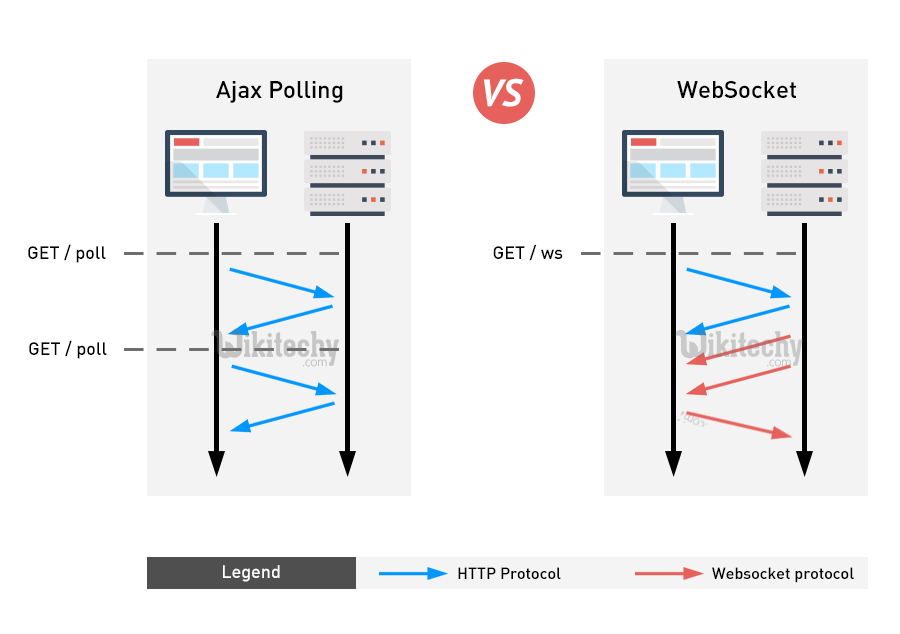 Ajax Polling
VS
WebSocket
GET / poll
GET / ws
GET / poll
wikitechy
.com
wikitechy
.com
Legend
HTTP Protocol
Websocket protocol